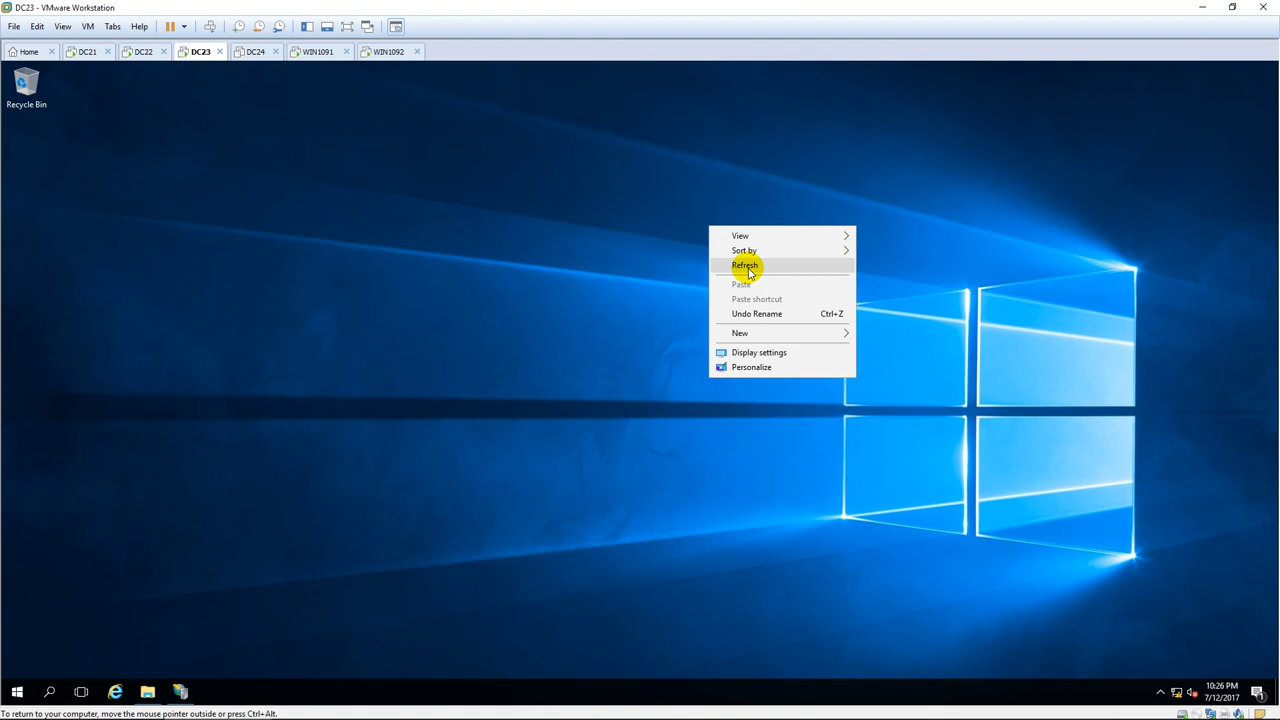 DC23 - VMware Workstation
File Edit View VM Tabs Help
Home DC21 DC22 DC23 DC24 WIN1091 WIN1092
Recycle Bin
View
Sort by
Refresh
Paste
Paste shortcut
Undo Rename Ctrl+Z
New
Display settings
Personalize
10:26 PM
7/12/2017
To return to your computer, move the mouse pointer outside or press Ctrl+Alt.